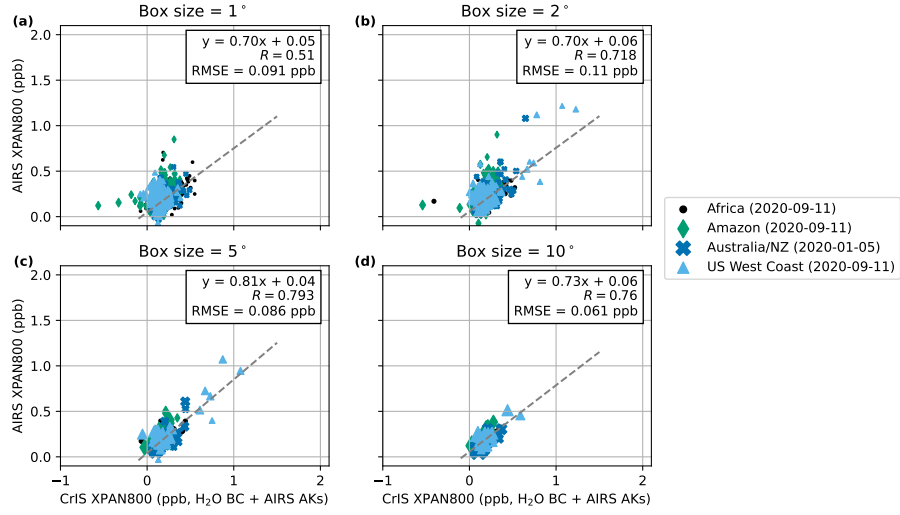 (a)
Box size = 1°
(b)
Box size = 2°
AIRS XPAN800 (ppb)
2.0
1.5
1.0
0.5
0.0
y = 0.70x + 0.05
R = 0.51
RMSE = 0.091 ppb
y = 0.70x + 0.06
R = 0.718
RMSE = 0.11 ppb
Africa (2020-09-11)
Amazon (2020-09-11)
Australia/NZ (2020-01-05)
US West Coast (2020-09-11)
(c)
Box size = 5°
(d)
Box size = 10°
AIRS XPAN800 (ppb)
2.0
1.5
1.0
0.5
0.0
y = 0.81x + 0.04
R = 0.793
RMSE = 0.086 ppb
y = 0.73x + 0.06
R = 0.76
RMSE = 0.061 ppb
−1 0 1 2
−1 0 1 2
CrIS XPAN800 (ppb, H₂O BC + AIRS AKs)
CrIS XPAN800 (ppb, H₂O BC + AIRS AKs)